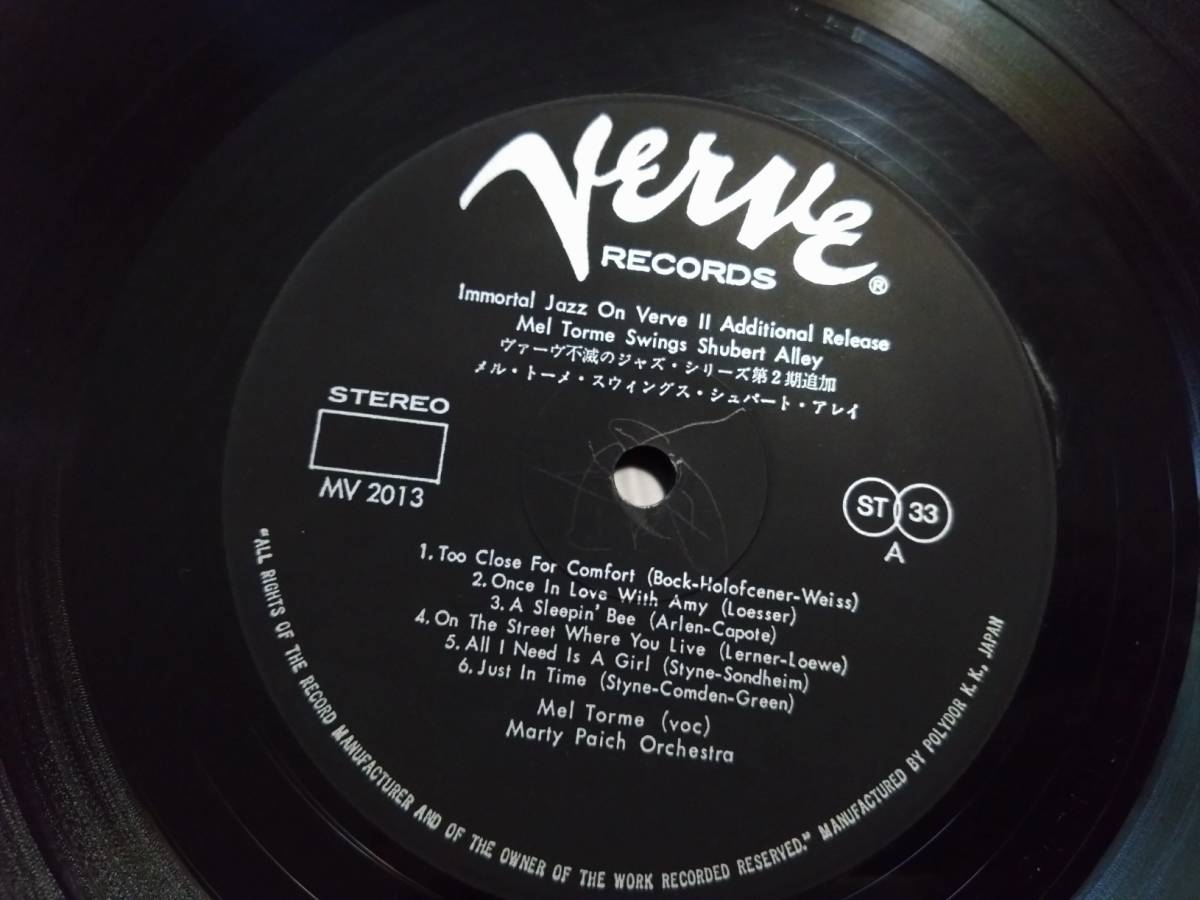 VERVE
RECORDS ®
Immortal Jazz On Verve II Additional Release
Mel Torme Swings Shubert Alley
ヴァーヴ不滅のジャズ・シリーズ第2期追加
メル・トーメ・スウィングス・シュバート・アレイ
STEREO
MV 2013
ST 33
A
1. Too Close For Comfort (Bock-Holofcener-Weiss)
2. Once In Love With Amy (Loesser)
3. A Sleepin' Bee (Arlen-Capote)
4. On The Street Where You Live (Lerner-Loewe)
5. All I Need Is A Girl (Styne-Sondheim)
6. Just In Time (Styne-Comden-Green)
Mel Torme (voc)
Marty Paich Orchestra
"ALL RIGHTS OF THE RECORD MANUFACTURER AND OF THE OWNER OF THE WORK RECORDED RESERVED." MANUFACTURED BY POLYDOR K. K., JAPAN